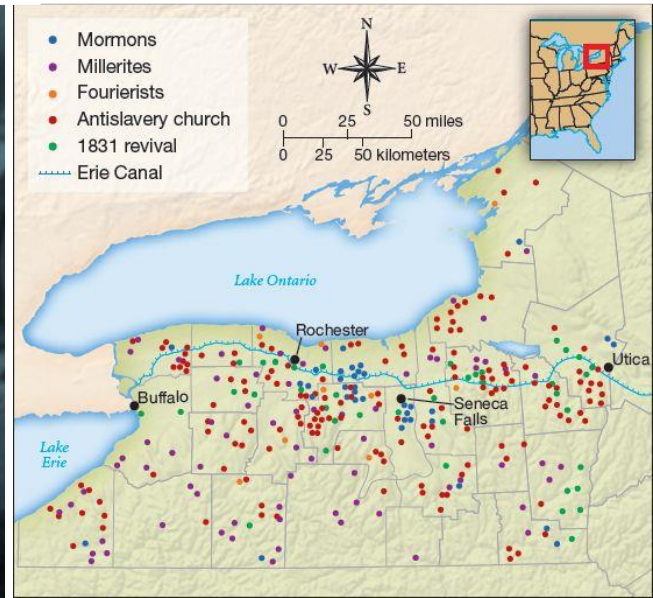 Mormons
Millerites
Fourierists
Antislavery church
1831 revival
Erie Canal
N
W
E
S
0 25 50 miles
0 25 50 kilometers
Lake Ontario
Rochester
Utica
Buffalo
Seneca
Falls
Lake
Erie